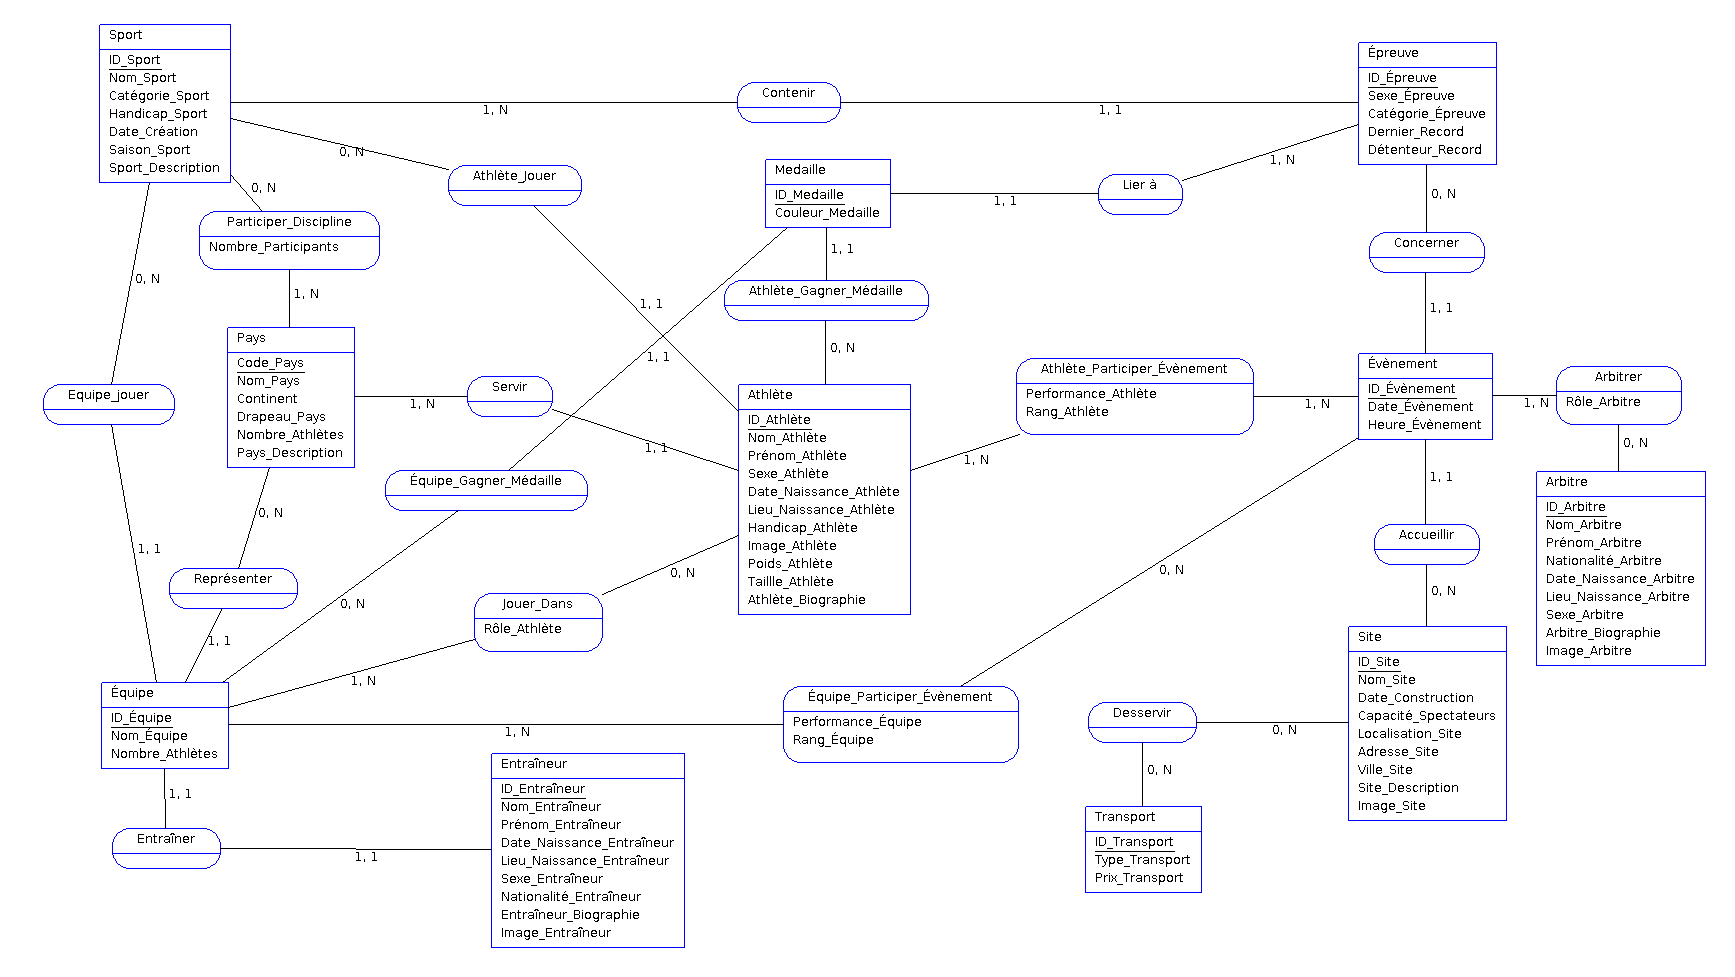 Sport
ID_Sport
Nom_Sport
Catégorie_Sport
Handicap_Sport
Date_Création
Saison_Sport
Sport_Description
Contenir
1, N
1, 1
Épreuve
ID_Épreuve
Sexe_Épreuve
Catégorie_Épreuve
Dernier_Record
Détenteur_Record
0, N
Athlète_Jouer
1, 1
0, N
Participer_Discipline
Nombre_Participants
1, N
Medaille
ID_Medaille
Couleur_Medaille
1, 1
Lier à
1, N
0, N
Concerner
1, 1
1, 1
Athlète_Gagner_Médaille
0, N
0, N
Equipe_Jouer
1, 1
Pays
Code_Pays
Nom_Pays
Continent
Drapeau_Pays
Nombre_Athlètes
Pays_Description
1, N
Servir
1, 1
1, 1
Équipe_Gagner_Médaille
0, N
Athlète
ID_Athlète
Nom_Athlète
Prénom_Athlète
Sexe_Athlète
Date_Naissance_Athlète
Lieu_Naissance_Athlète
Handicap_Athlète
Image_Athlète
Poids_Athlète
Taillle_Athlète
Athlète_Biographie
Athlète_Participer_Évènement
Performance_Athlète
Rang_Athlète
1, N
1, N
Évènement
ID_Évènement
Date_Évènement
Heure_Évènement
1, N
Arbitrer
Rôle_Arbitre
0, N
Arbitre
ID_Arbitre
Nom_Arbitre
Prénom_Arbitre
Nationalité_Arbitre
Date_Naissance_Arbitre
Lieu_Naissance_Arbitre
Sexe_Arbitre
Arbitre_Biographie
Image_Arbitre
1, 1
Accueillir
0, N
0, N
Représenter
1, 1
0, N
Jouer_Dans
Rôle_Athlète
1, N
0, N
Équipe_Participer_Évènement
Performance_Équipe
Rang_Équipe
1, N
Équipe
ID_Équipe
Nom_Équipe
Nombre_Athlètes
1, 1
Entraîner
1, 1
Entraîneur
ID_Entraîneur
Nom_Entraîneur
Prénom_Entraîneur
Date_Naissance_Entraîneur
Lieu_Naissance_Entraîneur
Sexe_Entraîneur
Nationalité_Entraîneur
Entraîneur_Biographie
Image_Entraîneur
Site
ID_Site
Nom_Site
Date_Construction
Capacité_Spectateurs
Localisation_Site
Adresse_Site
Ville_Site
Site_Description
Image_Site
Desservir
0, N
0, N
Transport
ID_Transport
Type_Transport
Prix_Transport